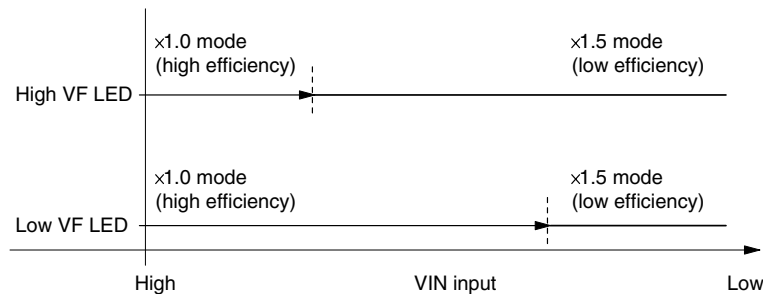 ×1.0 mode
(high efficiency)
×1.5 mode
(low efficiency)
High VF LED
×1.0 mode
(high efficiency)
×1.5 mode
(low efficiency)
Low VF LED
High
VIN input
Low